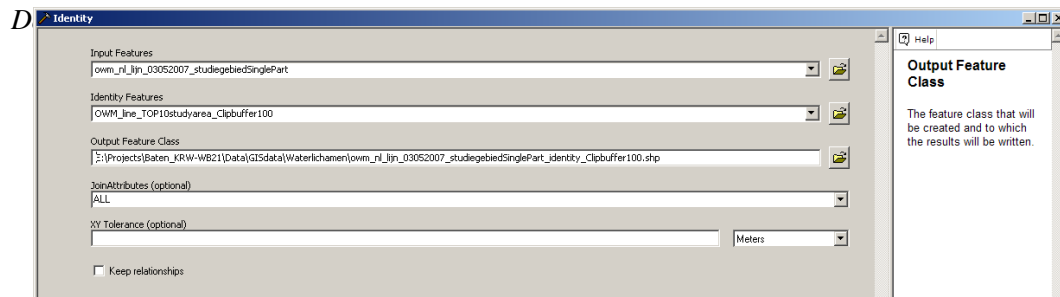 D
Identity
Input Features
owm_nl_lijn_03052007_studiegebiedSinglePart
Identity Features
OWM_line_TOP10studyarea_Clipbuffer100
Output Feature Class
E:\Projects\Baten_KRW-WB21\Data\GISdata\Waterlichamen\owm_nl_lijn_03052007_studiegebiedSinglePart_identity_Clipbuffer100.shp
JoinAttributes (optional)
ALL
XY Tolerance (optional)
Meters
Keep relationships
Help
Output Feature
Class
The feature class that will
be created and to which
the results will be written.